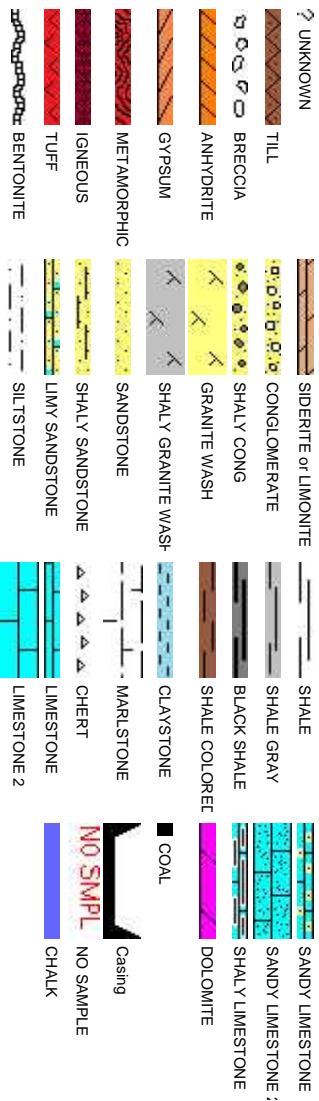 ? UNKNOWN
TILL
BRECCIA
ANHYDRITE
GYPSUM
METAMORPHIC
IGNEOUS
TUFF
BENTONITE
SIDERITE or LIMONITE
CONGLOMERATE
SHALY CONG
GRANITE WASH
SHALY GRANITE WASH
SANDSTONE
SHALY SANDSTONE
LIMY SANDSTONE
SILTSTONE
SHALE
SHALE GRAY
BLACK SHALE
SHALE COLORED
CLAYSTONE
MARLSTONE
CHERT
LIMESTONE
LIMESTONE 2
SANDY LIMESTONE
SANDY LIMESTONE 2
SHALY LIMESTONE
DOLOMITE
COAL
Casing
NO SMPL
NO SAMPLE
CHALK